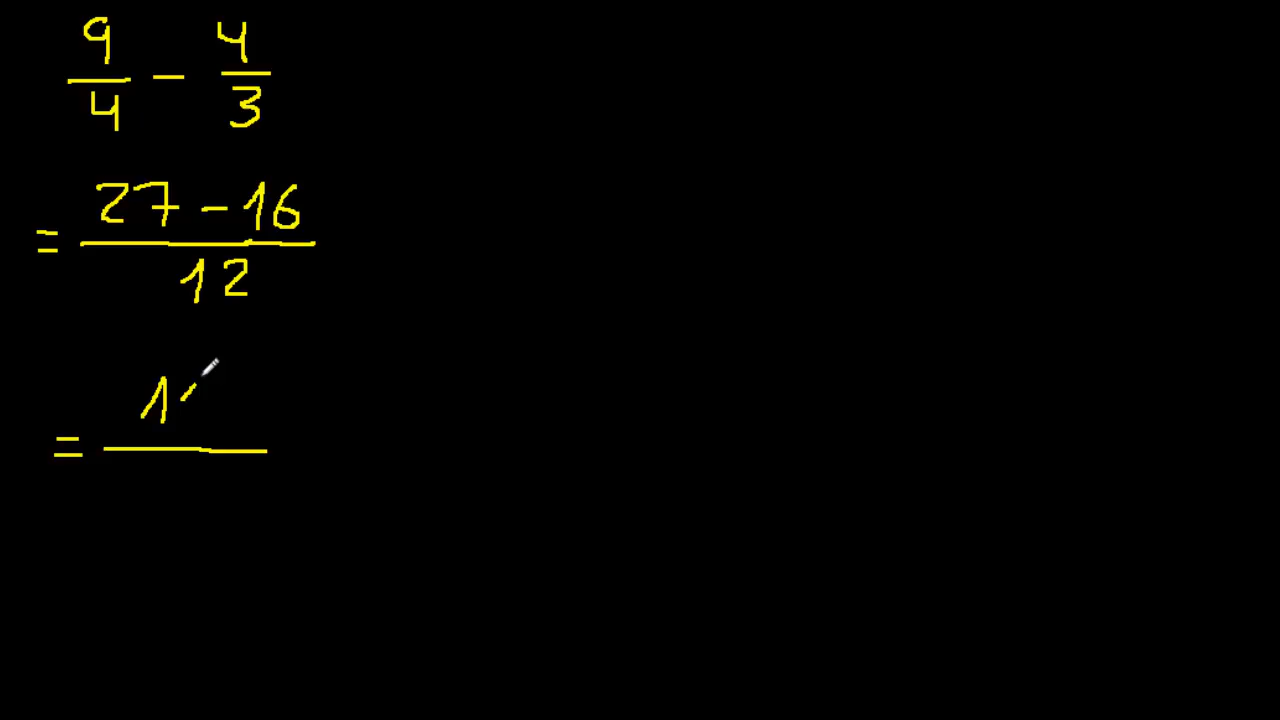 9/4 - 4/3
= (27 - 16)/12
= 1